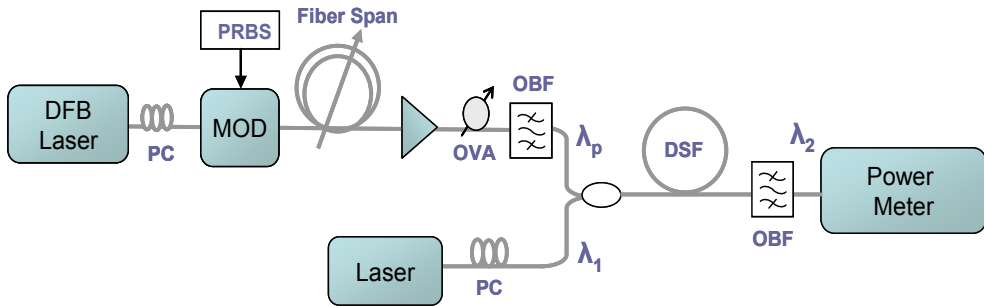 Fiber Span
PRBS
DFB
Laser
PC
MOD
OVA
OBF
λp
DSF
λ2
Power
Meter
OBF
λ1
Laser
PC